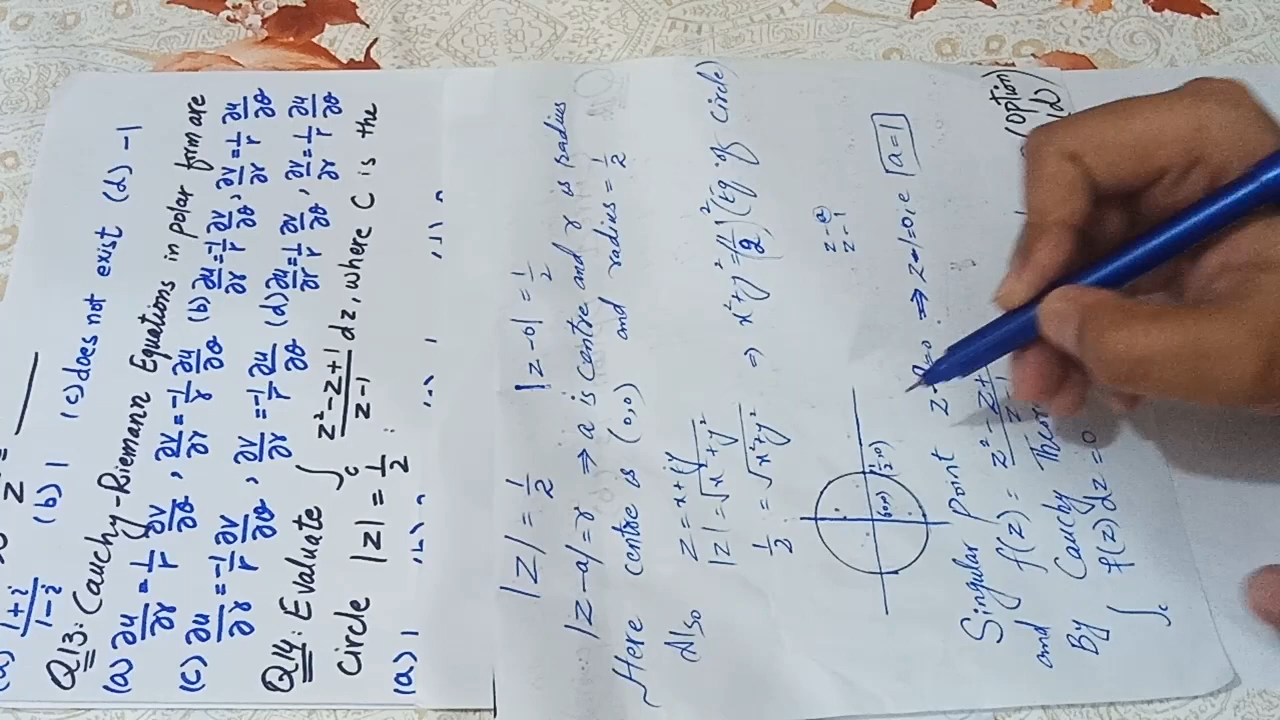 1+i
1-i
(b) 1 (c) does not exist (d) -1
Q13: Cauchy-Riemann Equations in polar form are
(a) ∂u/∂r = 1/r ∂v/∂θ, ∂v/∂r = -1/r ∂u/∂θ (b) ∂u/∂r = -1/r ∂v/∂θ, ∂v/∂r = 1/r ∂u/∂θ
(c) ∂u/∂r = -1/r ∂v/∂θ, ∂v/∂r = -1/r ∂u/∂θ (d) ∂u/∂r = 1/r ∂v/∂θ, ∂v/∂r = 1/r ∂u/∂θ
Q14: Evaluate ∫c z²-z+1/z-1 dz, where C is the
circle |z| = 1/2.
(a) 1
|z| = 1/2 |z-0| = 1/2
|z-a| = r ⇒ a is centre and r is radius
Here centre is (0,0) and radius = 1/2
Also z = x+iy
|z| = √x²+y²
1/2 = √x²+y² ⇒ x²+y² = (1/2)² (Eq of circle)
z-a
z-1
(0,0) (1/2,0)
Singular point z-a=0 ⇒ z-1=0, i.e a=1
and f(z) = z²-z+
By Cauchy
∫c f(z) dz = 0
(option